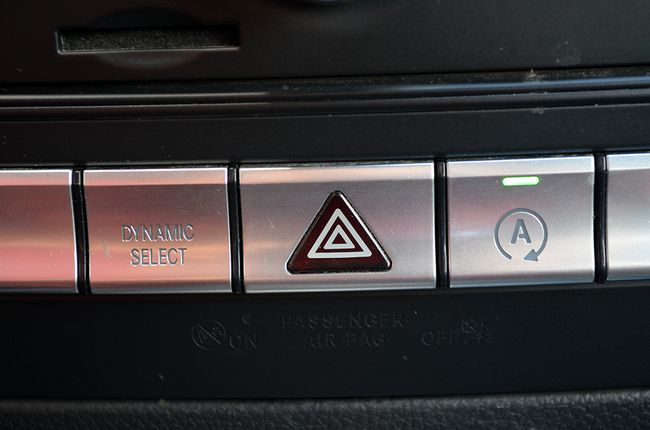 DYNAMIC
SELECT
A
ON
PASSENGER
AIR-BAG
OFF